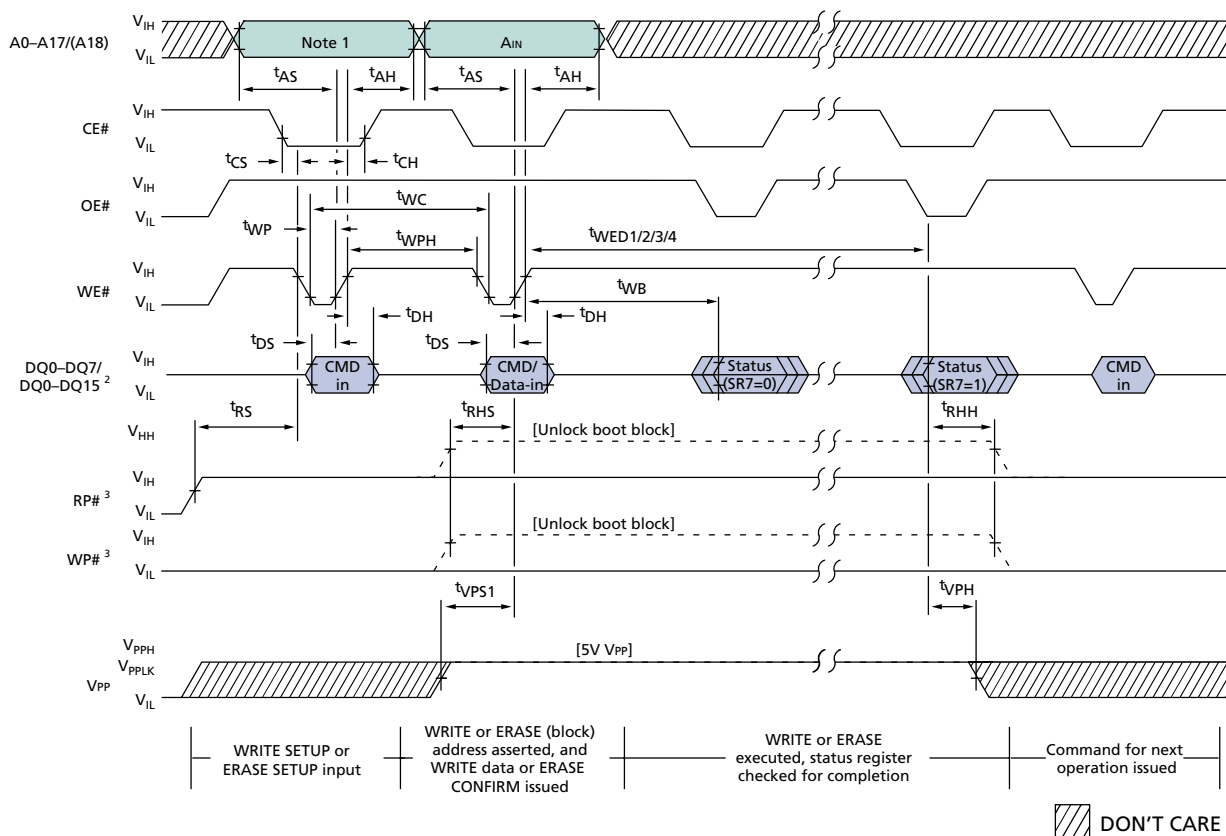 A0–A17/(A18)
VIH
VIL
Note 1
AIN
tAS
tAH
tAS
tAH
CE#
VIH
VIL
tCS
tCH
OE#
VIH
VIL
tWC
tWP
tWPH
tWED1/2/3/4
WE#
VIH
VIL
tWB
tDH
tDH
tDS
tDS
DQ0–DQ7/
DQ0–DQ15 2
VIH
VIL
CMD
in
CMD/
Data-in
Status
(SR7=0)
Status
(SR7=1)
CMD
in
tRS
tRHS
tRHH
[Unlock boot block]
VHH
VIH
RP# 3
VIL
[Unlock boot block]
VIH
WP# 3
VIL
tVPS1
tVPH
VPPH
[5V VPP]
VPPLK
VPP
VIL
WRITE SETUP or
ERASE SETUP input
WRITE or ERASE (block)
address asserted, and
WRITE data or ERASE
CONFIRM issued
WRITE or ERASE
executed, status register
checked for completion
Command for next
operation issued
DON'T CARE